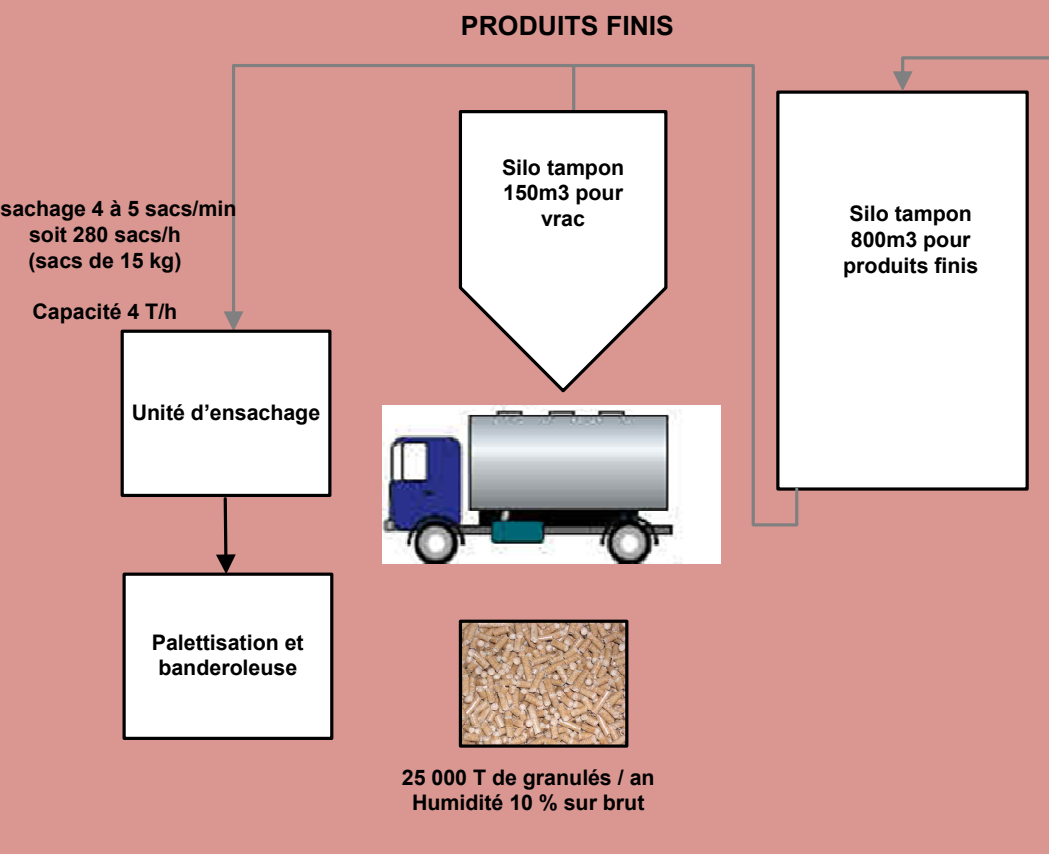 PRODUITS FINIS
Silo tampon
150m3 pour
vrac
Silo tampon
800m3 pour
produits finis
sachage 4 à 5 sacs/min
soit 280 sacs/h
(sacs de 15 kg)
Capacité 4 T/h
Unité d’ensachage
Palettisation et
banderoleuse
25 000 T de granulés / an
Humidité 10 % sur brut